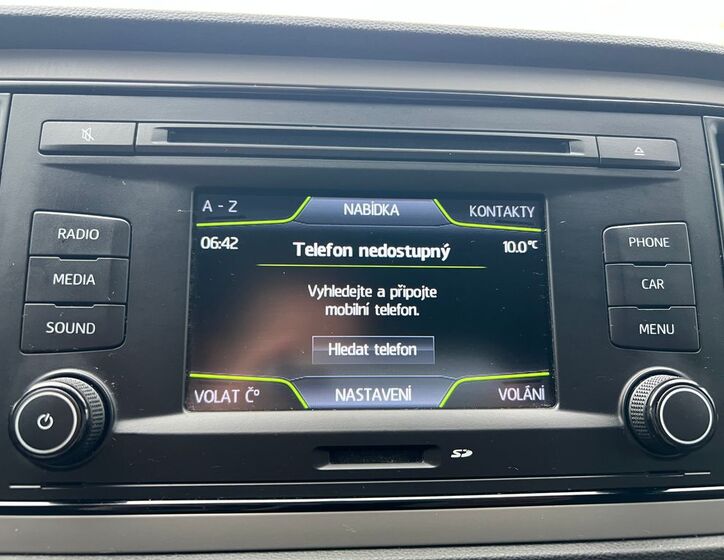 A - Z
NABÍDKA
KONTAKTY
06:42
Telefon nedostupný
10.0°C
Vyhledejte a připojte
mobilní telefon.
Hledat telefon
VOLAT Č°
NASTAVENÍ
VOLÁNÍ
RADIO
MEDIA
SOUND
PHONE
CAR
MENU
SD